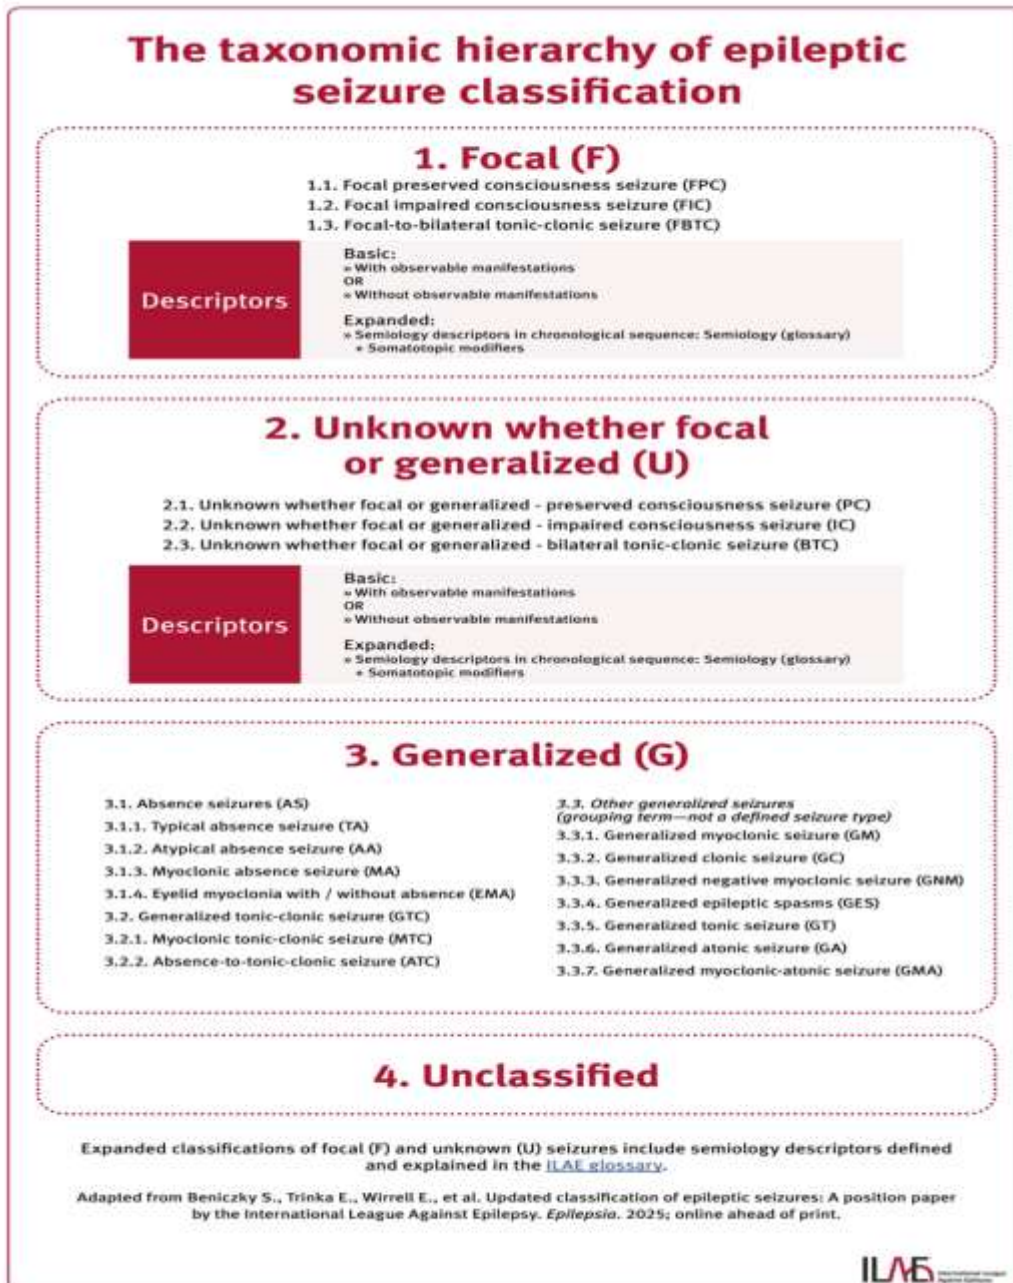 The taxonomic hierarchy of epileptic
seizure classification
1. Focal (F)
1.1. Focal preserved consciousness seizure (FPC)
1.2. Focal impaired consciousness seizure (FIC)
1.3. Focal-to-bilateral tonic-clonic seizure (FBTC)
Descriptors
Basic:
» With observable manifestations
OR
» Without observable manifestations
Expanded:
» Semiology descriptors in chronological sequence: Semiology (glossary)
» Somatotopic modifiers
2. Unknown whether focal
or generalized (U)
2.1. Unknown whether focal or generalized - preserved consciousness seizure (PC)
2.2. Unknown whether focal or generalized - impaired consciousness seizure (IC)
2.3. Unknown whether focal or generalized - bilateral tonic-clonic seizure (BTC)
Descriptors
Basic:
» With observable manifestations
OR
» Without observable manifestations
Expanded:
» Semiology descriptors in chronological sequence: Semiology (glossary)
» Somatotopic modifiers
3. Generalized (G)
3.1. Absence seizures (AS)
3.1.1. Typical absence seizure (TA)
3.1.2. Atypical absence seizure (AA)
3.1.3. Myoclonic absence seizure (MA)
3.1.4. Eyelid myoclonia with / without absence (EMA)
3.2. Generalized tonic-clonic seizure (GTC)
3.2.1. Myoclonic tonic-clonic seizure (MTC)
3.2.2. Absence-to-tonic-clonic seizure (ATC)
3.3. Other generalized seizures
(grouping term—not a defined seizure type)
3.3.1. Generalized myoclonic seizure (GM)
3.3.2. Generalized clonic seizure (GC)
3.3.3. Generalized negative myoclonic seizure (GNM)
3.3.4. Generalized epileptic spasms (GES)
3.3.5. Generalized tonic seizure (GT)
3.3.6. Generalized atonic seizure (GA)
3.3.7. Generalized myoclonic-atonic seizure (GMA)
4. Unclassified
Expanded classifications of focal (F) and unknown (U) seizures include semiology descriptors defined
and explained in the ILAE glossary.
Adapted from Beniczky S., Trinka E., Wirrell E., et al. Updated classification of epileptic seizures: A position paper
by the International League Against Epilepsy. Epilepsia. 2025; online ahead of print.
ILAE
International League
Against Epilepsy